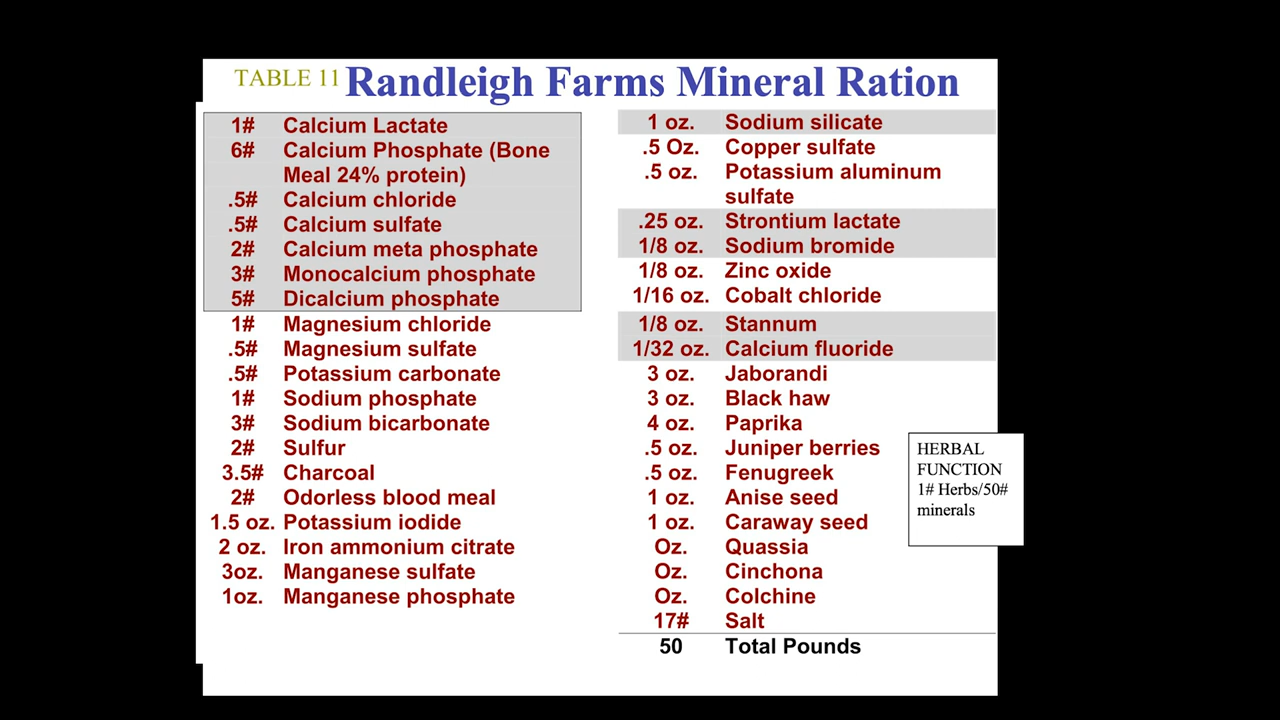 TABLE 11 Randleigh Farms Mineral Ration
1# Calcium Lactate
6# Calcium Phosphate (Bone
Meal 24% protein)
.5# Calcium chloride
.5# Calcium sulfate
2# Calcium meta phosphate
3# Monocalcium phosphate
5# Dicalcium phosphate
1# Magnesium chloride
.5# Magnesium sulfate
.5# Potassium carbonate
1# Sodium phosphate
3# Sodium bicarbonate
2# Sulfur
3.5# Charcoal
2# Odorless blood meal
1.5 oz. Potassium iodide
2 oz. Iron ammonium citrate
3oz. Manganese sulfate
1oz. Manganese phosphate
1 oz. Sodium silicate
.5 Oz. Copper sulfate
.5 oz. Potassium aluminum
sulfate
.25 oz. Strontium lactate
1/8 oz. Sodium bromide
1/8 oz. Zinc oxide
1/16 oz. Cobalt chloride
1/8 oz. Stannum
1/32 oz. Calcium fluoride
3 oz. Jaborandi
3 oz. Black haw
4 oz. Paprika
.5 oz. Juniper berries
.5 oz. Fenugreek
1 oz. Anise seed
1 oz. Caraway seed
Oz. Quassia
Oz. Cinchona
Oz. Colchine
17# Salt
50 Total Pounds
HERBAL
FUNCTION
1# Herbs/50#
minerals